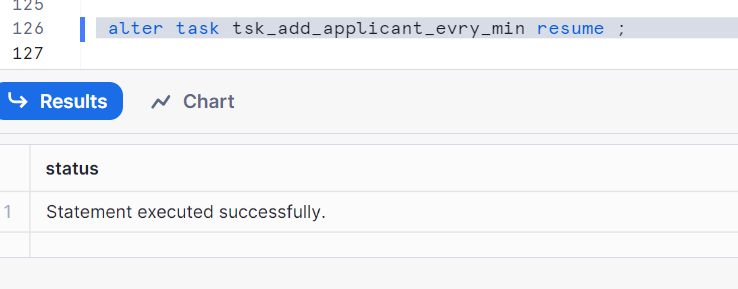 125
126 alter task tsk_add_applicant_evry_min resume ;
127
Results Chart
status
1 Statement executed successfully.